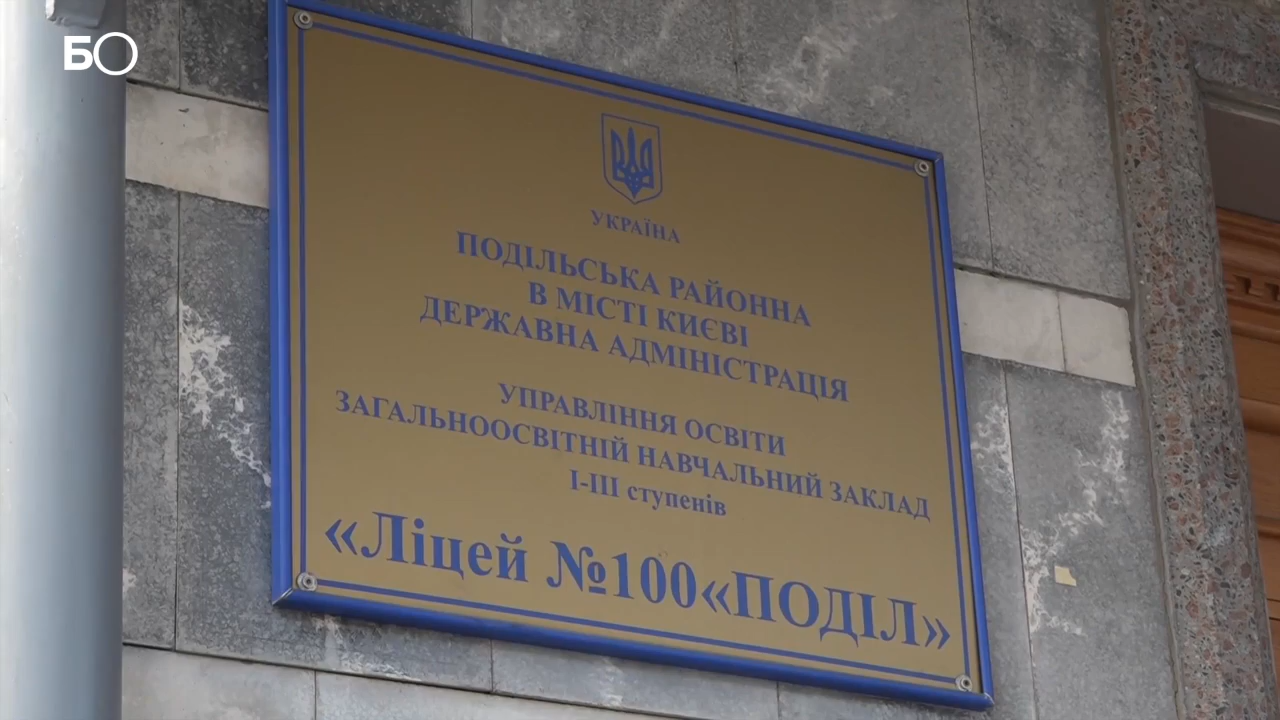 БО
УКРАЇНА
ПОДІЛЬСЬКА РАЙОННА
В МІСТІ КИЄВІ
ДЕРЖАВНА АДМІНІСТРАЦІЯ
УПРАВЛІННЯ ОСВІТИ
ЗАГАЛЬНООСВІТНІЙ НАВЧАЛЬНИЙ ЗАКЛАД
І-ІІІ ступенів
«Ліцей №100«ПОДІЛ»